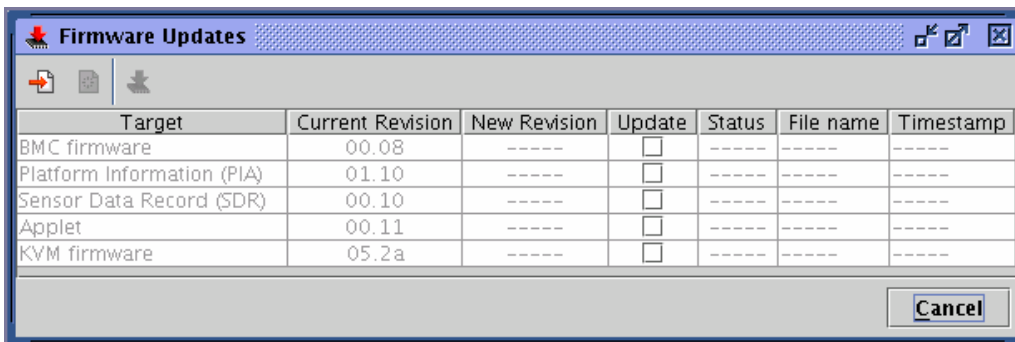 Firmware Updates
Target Current Revision New Revision Update Status File name Timestamp
BMC firmware 00.08 ----- ----- ----- -----
Platform Information (PIA) 01.10 ----- ----- ----- -----
Sensor Data Record (SDR) 00.10 ----- ----- ----- -----
Applet 00.11 ----- ----- ----- -----
KVM firmware 05.2a ----- ----- ----- -----
Cancel